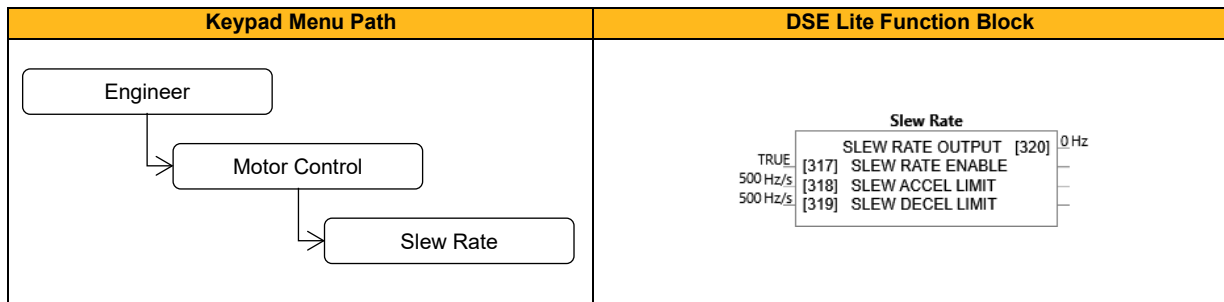 Keypad Menu Path
DSE Lite Function Block
Engineer
Motor Control
Slew Rate
Slew Rate
SLEW RATE OUTPUT [320] 0 Hz
TRUE [317] SLEW RATE ENABLE
500 Hz/s [318] SLEW ACCEL LIMIT
500 Hz/s [319] SLEW DECEL LIMIT